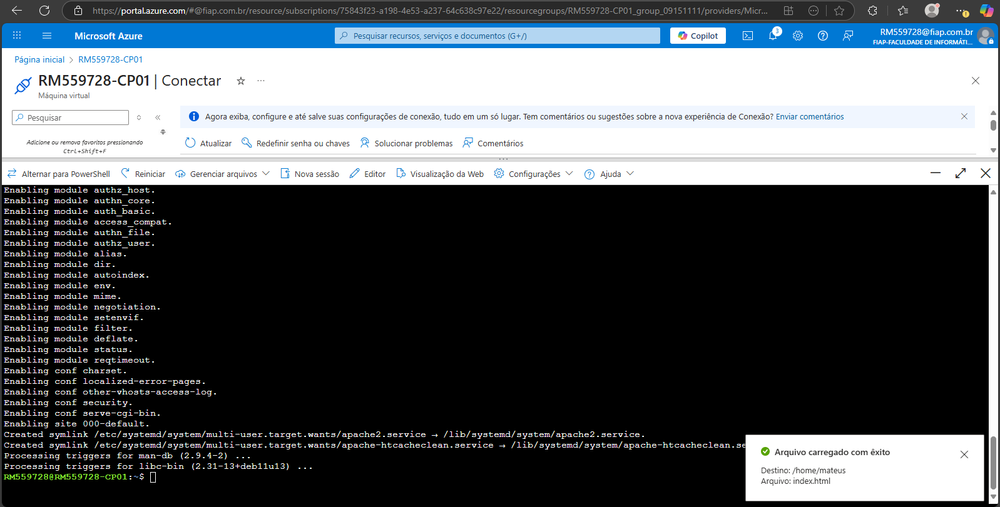 https://portal.azure.com/#@fiap.com.br/resource/subscriptions/75843f23-a198-4e53-a237-64c638c97e22/resourcegroups/RM559728-CP01_group_09151111/providers/Micr...
Microsoft Azure
Pesquisar recursos, serviços e documentos (G+/)
Copilot
3
RM559728@fiap.com.br
FIAP-FACULDADE DE INFORMÁTI...
Página inicial > RM559728-CP01
RM559728-CP01 | Conectar
Máquina virtual
Pesquisar
Adicione ou remova favoritos pressionando
Ctrl+Shift+F
Agora exiba, configure e até salve suas configurações de conexão, tudo em um só lugar. Tem comentários ou sugestões sobre a nova experiência de Conexão? Enviar comentários
Atualizar Redefinir senha ou chaves Solucionar problemas Comentários
Alternar para PowerShell Reiniciar Gerenciar arquivos Nova sessão Editor Visualização da Web Configurações Ajuda
Enabling module authz_host.
Enabling module authn_core.
Enabling module auth_basic.
Enabling module access_compat.
Enabling module authn_file.
Enabling module authz_user.
Enabling module alias.
Enabling module dir.
Enabling module autoindex.
Enabling module env.
Enabling module mime.
Enabling module negotiation.
Enabling module setenvif.
Enabling module filter.
Enabling module deflate.
Enabling module status.
Enabling module reqtimeout.
Enabling conf charset.
Enabling conf localized-error-pages.
Enabling conf other-vhosts-access-log.
Enabling conf security.
Enabling conf serve-cgi-bin.
Enabling site 000-default.
Created symlink /etc/systemd/system/multi-user.target.wants/apache2.service → /lib/systemd/system/apache2.service.
Created symlink /etc/systemd/system/multi-user.target.wants/apache-htcacheclean.service → /lib/systemd/system/apache-htcacheclean.se
Processing triggers for man-db (2.9.4-2) ...
Processing triggers for libc-bin (2.31-13+deb11u13) ...
RM559728@RM559728-CP01:~$
Arquivo carregado com êxito
Destino: /home/mateus
Arquivo: index.html